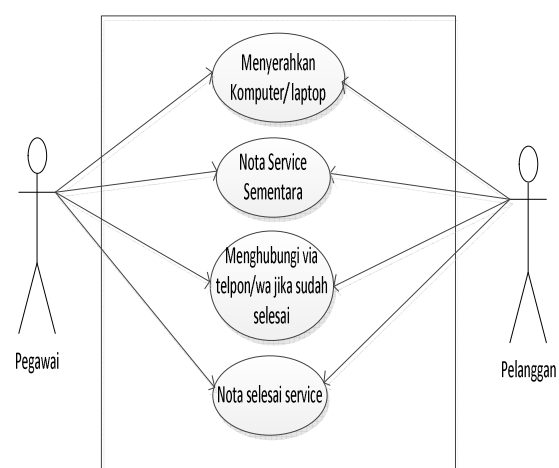 Menyerahkan
Komputer/laptop
Nota Service
Sementara
Menghubungi via
telpon/wa jika sudah
selesai
Nota selesai service
Pegawai
Pelanggan